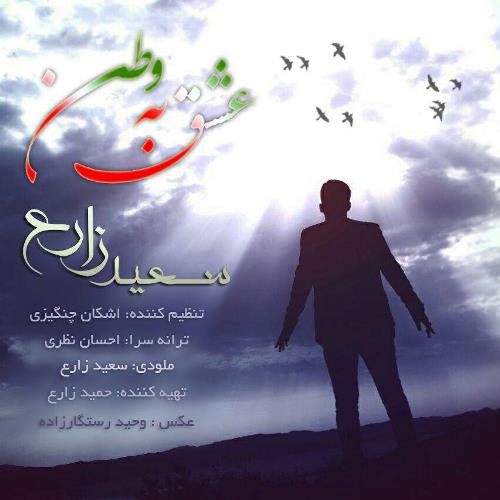 عشق به وطن
سعید زارع
تنظیم کننده: اشکان چنگیزی
ترانه سرا: احسان نظری
ملودی: سعید زارع
تهیه کننده: حمید زارع
عکس : وحید رستگارزاده